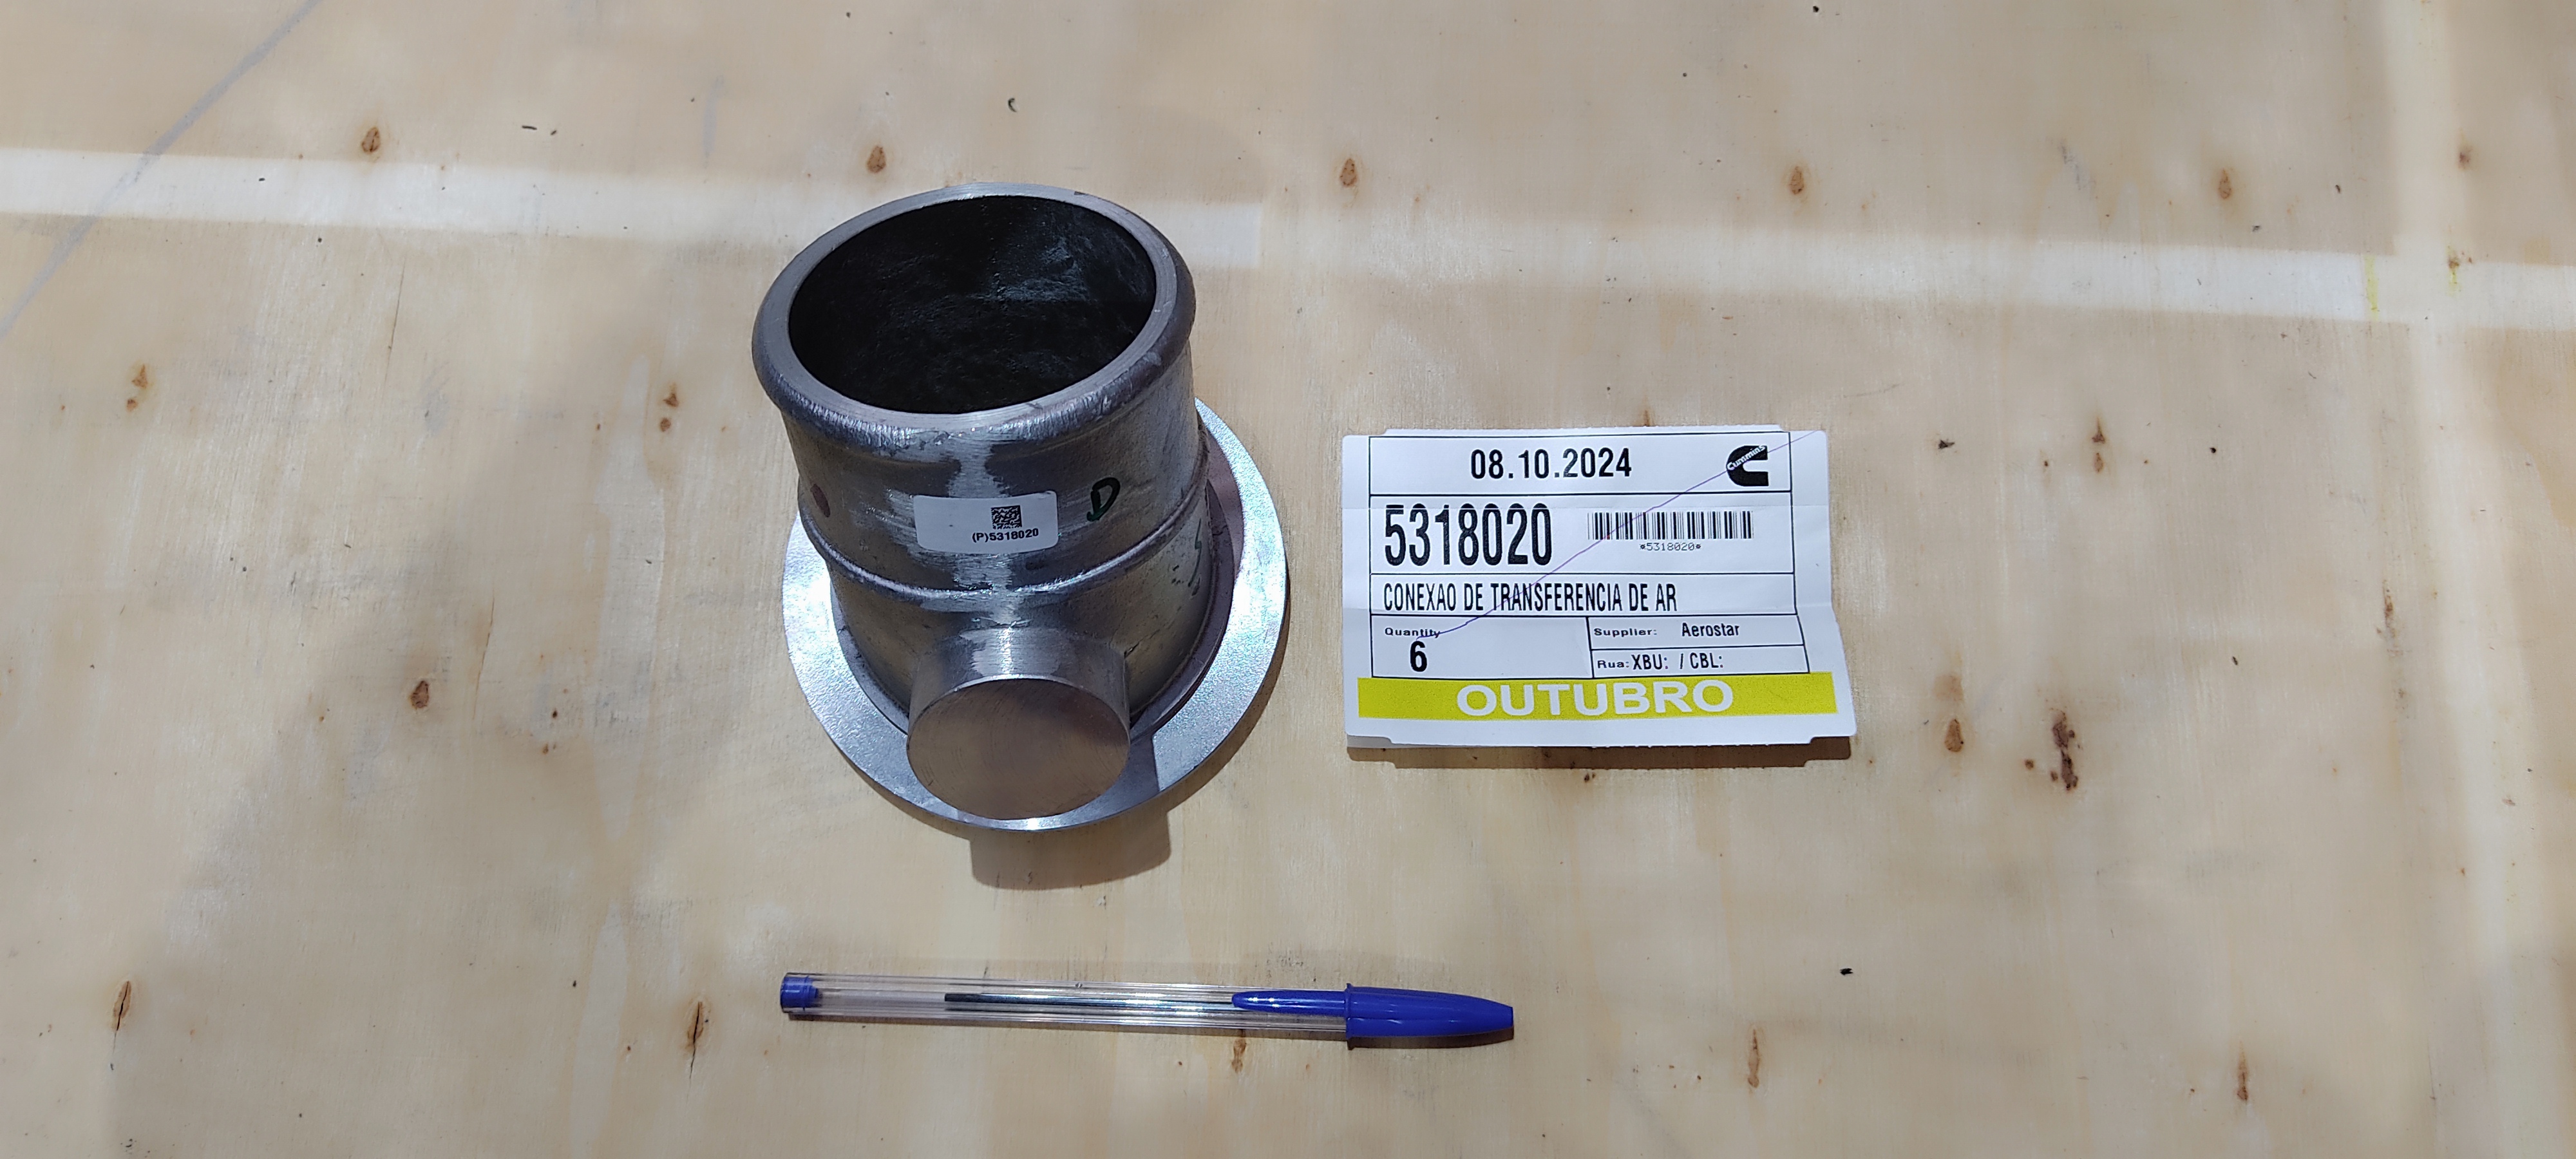 D
(P)5318020
08.10.2024
Cummins
5318020
*5318020*
CONEXAO DE TRANSFERENCIA DE AR
Quantity
6
Supplier: Aerostar
Rua: XBU: / CBL:
OUTUBRO